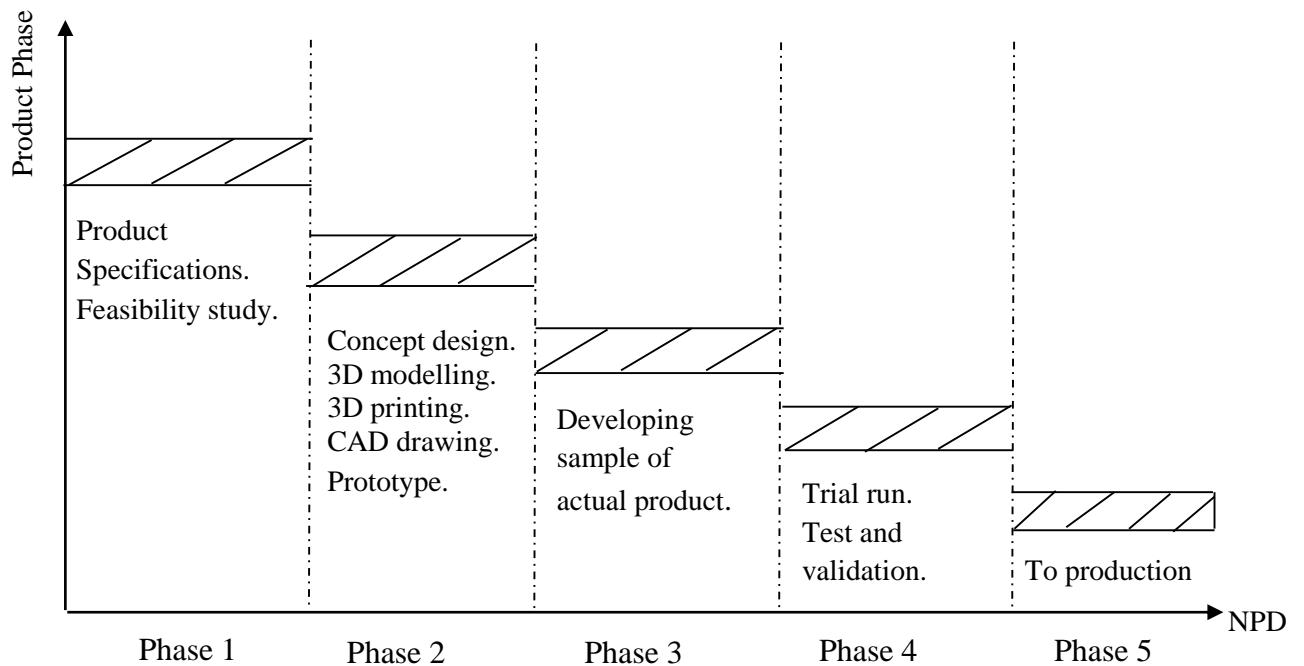 Product Phase
Product
Specifications.
Feasibility study.
Concept design.
3D modelling.
3D printing.
CAD drawing.
Prototype.
Developing
sample of
actual product.
Trial run.
Test and
validation.
To production
NPD
Phase 1
Phase 2
Phase 3
Phase 4
Phase 5